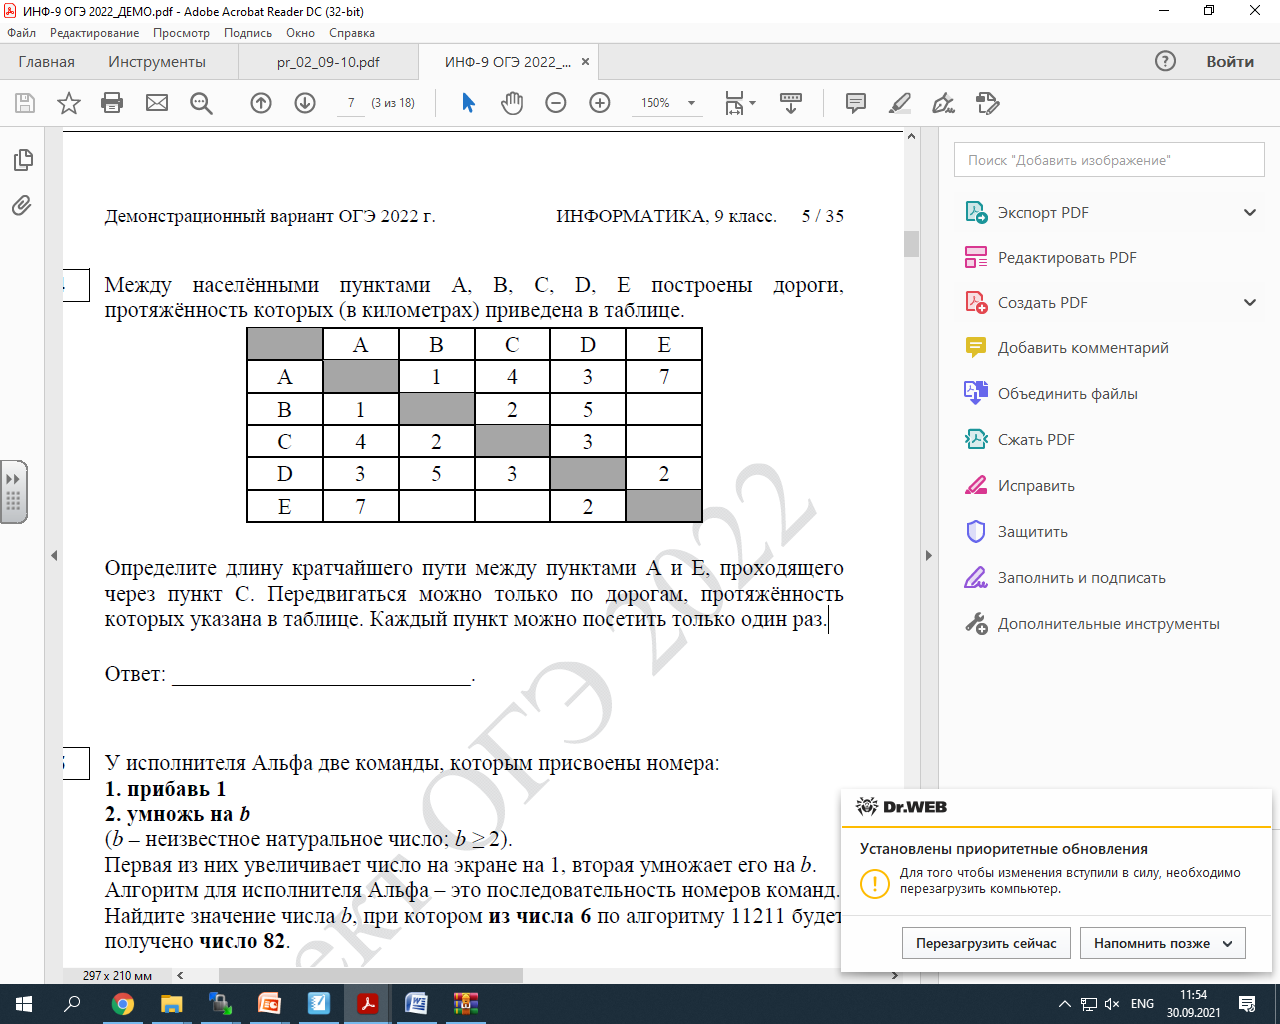 ИНФ-9 ОГЭ 2022_ДЕМО.pdf - Adobe Acrobat Reader DC (32-bit)
Файл Редактирование Просмотр Подпись Окно Справка
Главная Инструменты pr_02_09-10.pdf ИНФ-9 ОГЭ 2022_... × Войти
7 (3 из 18) 150%
Поиск "Добавить изображение"
Экспорт PDF
Редактировать PDF
Создать PDF
Добавить комментарий
Объединить файлы
Сжать PDF
Исправить
Защитить
Заполнить и подписать
Дополнительные инструменты
Демонстрационный вариант ОГЭ 2022 г. ИНФОРМАТИКА, 9 класс. 5 / 35
Между населёнными пунктами A, B, C, D, E построены дороги,
протяжённость которых (в километрах) приведена в таблице.
A B C D E
A 1 4 3 7
B 1 2 5
C 4 2 3
D 3 5 3 2
E 7 2
Определите длину кратчайшего пути между пунктами A и E, проходящего
через пункт C. Передвигаться можно только по дорогам, протяжённость
которых указана в таблице. Каждый пункт можно посетить только один раз.
Ответ: ___________________________.
5
У исполнителя Альфа две команды, которым присвоены номера:
1. прибавь 1
2. умножь на b
(b – неизвестное натуральное число; b ≥ 2).
Первая из них увеличивает число на экране на 1, вторая умножает его на b.
Алгоритм для исполнителя Альфа – это последовательность номеров команд.
Найдите значение числа b, при котором из числа 6 по алгоритму 11211 будет
получено число 82.
ект ОГЭ 2022
297 x 210 мм
Dr.WEB
Установлены приоритетные обновления
Для того чтобы изменения вступили в силу, необходимо
перезагрузить компьютер.
Перезагрузить сейчас Напомнить позже
ENG 11:54
30.09.2021